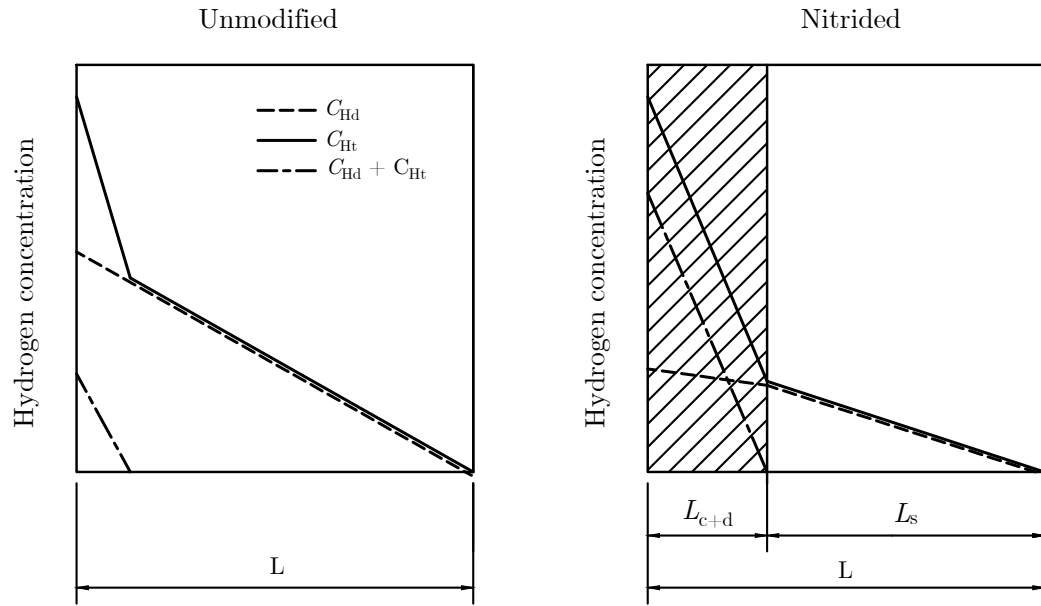 Unmodified
Nitrided
Hydrogen concentration
C_Hd
C_Ht
C_Hd + C_Ht
L
Hydrogen concentration
L_c+d
L_s
L